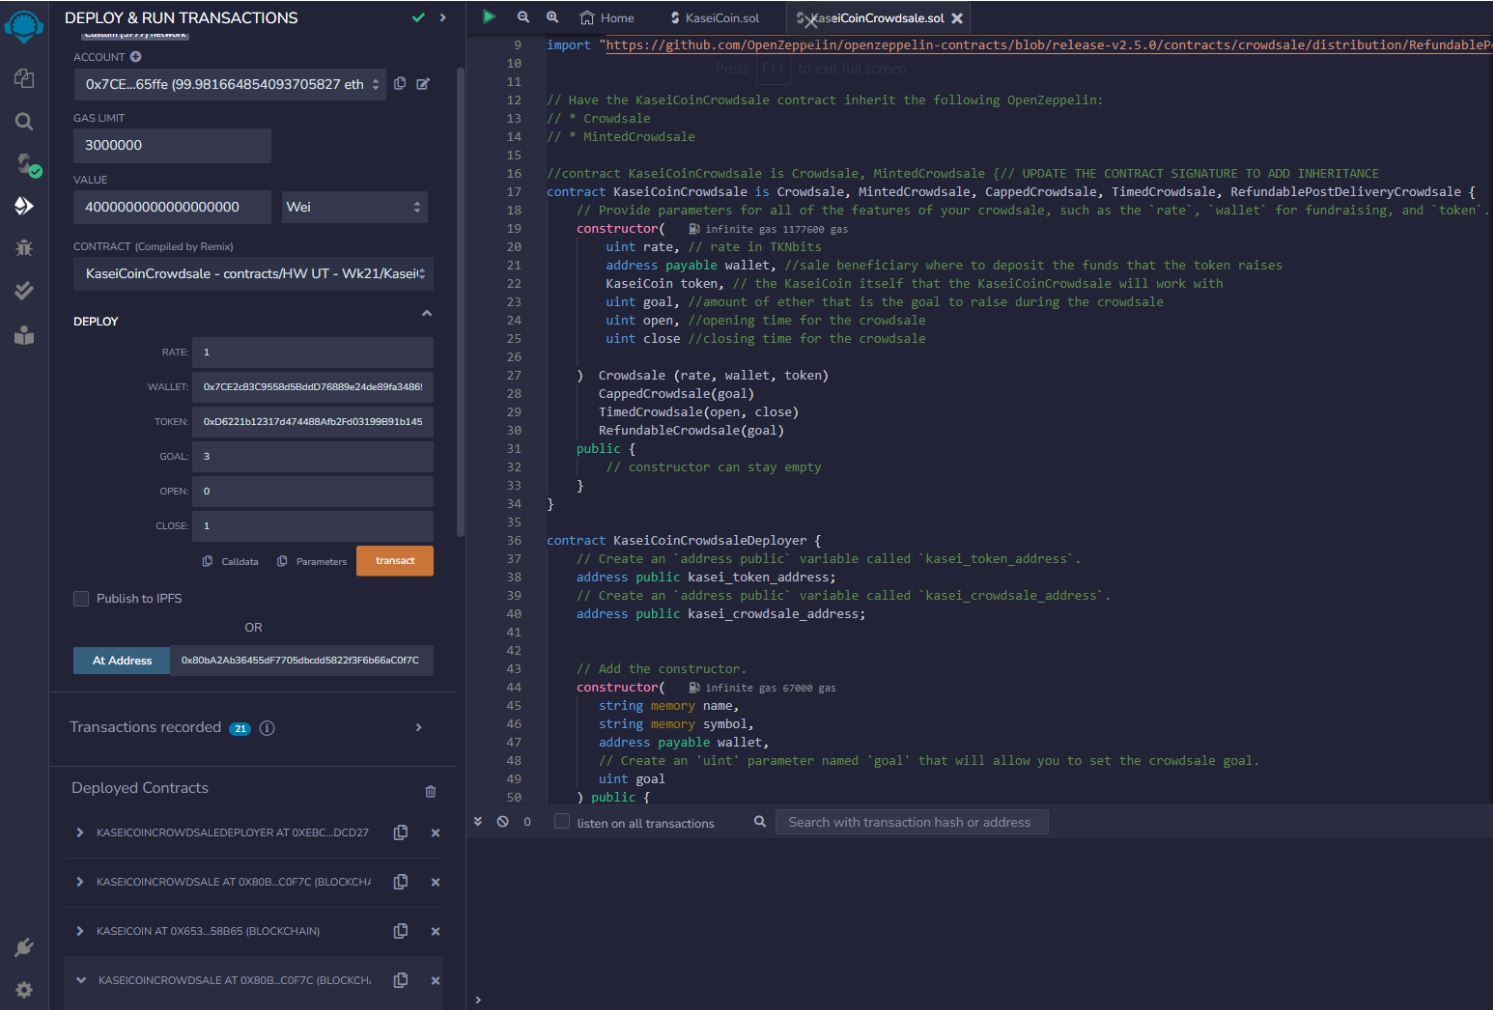 DEPLOY & RUN TRANSACTIONS
Custom (5777) network
ACCOUNT
0x7CE...65ffe (99.981664854093705827 eth
GAS LIMIT
3000000
VALUE
4000000000000000000
Wei
CONTRACT (Compiled by Remix)
KaseiCoinCrowdsale - contracts/HW UT - Wk21/Kasei
DEPLOY
RATE: 1
WALLET:
TOKEN:
GOAL: 3
OPEN: 0
CLOSE: 1
Calldata Parameters transact
Publish to IPFS
OR
At Address 0x80bA2Ab36455dF7705dbcdd5822f3F6b66aC0f7C
Transactions recorded 21 i
Deployed Contracts
KASEICOINCROWDSALEDEPLOYER AT 0XEBC...DCD27
KASEICOINCROWDSALE AT 0X80B...C0F7C (BLOCKCHA
KASEICOIN AT 0X653...58B65 (BLOCKCHAIN)
KASEICOINCROWDSALE AT 0X80B...C0F7C (BLOCKCH
Home KaseiCoin.sol KaseiCoinCrowdsale.sol
Press F11 to exit full screen
9 import "https://github.com/OpenZeppelin/openzeppelin-contracts/blob/release-v2.5.0/contracts/crowdsale/distribution/RefundableP
10
11
12 // Have the KaseiCoinCrowdsale contract inherit the following OpenZeppelin:
13 // * Crowdsale
14 // * MintedCrowdsale
15
16 //contract KaseiCoinCrowdsale is Crowdsale, MintedCrowdsale {// UPDATE THE CONTRACT SIGNATURE TO ADD INHERITANCE
17 contract KaseiCoinCrowdsale is Crowdsale, MintedCrowdsale, CappedCrowdsale, TimedCrowdsale, RefundablePostDeliveryCrowdsale {
18 // Provide parameters for all of the features of your crowdsale, such as the `rate`, `wallet` for fundraising, and `token`.
19 constructor( infinite gas 1177600 gas
20 uint rate, // rate in TKNbits
21 address payable wallet, //sale beneficiary where to deposit the funds that the token raises
22 KaseiCoin token, // the KaseiCoin itself that the KaseiCoinCrowdsale will work with
23 uint goal, //amount of ether that is the goal to raise during the crowdsale
24 uint open, //opening time for the crowdsale
25 uint close //closing time for the crowdsale
26
27 ) Crowdsale (rate, wallet, token)
28 CappedCrowdsale(goal)
29 TimedCrowdsale(open, close)
30 RefundableCrowdsale(goal)
31 public {
32 // constructor can stay empty
33 }
34 }
35
36 contract KaseiCoinCrowdsaleDeployer {
37 // Create an `address public` variable called `kasei_token_address`.
38 address public kasei_token_address;
39 // Create an `address public` variable called `kasei_crowdsale_address`.
40 address public kasei_crowdsale_address;
41
42
43 // Add the constructor.
44 constructor( infinite gas 67000 gas
45 string memory name,
46 string memory symbol,
47 address payable wallet,
48 // Create an 'uint' parameter named 'goal' that will allow you to set the crowdsale goal.
49 uint goal
50 ) public {
0 listen on all transactions Search with transaction hash or address
>